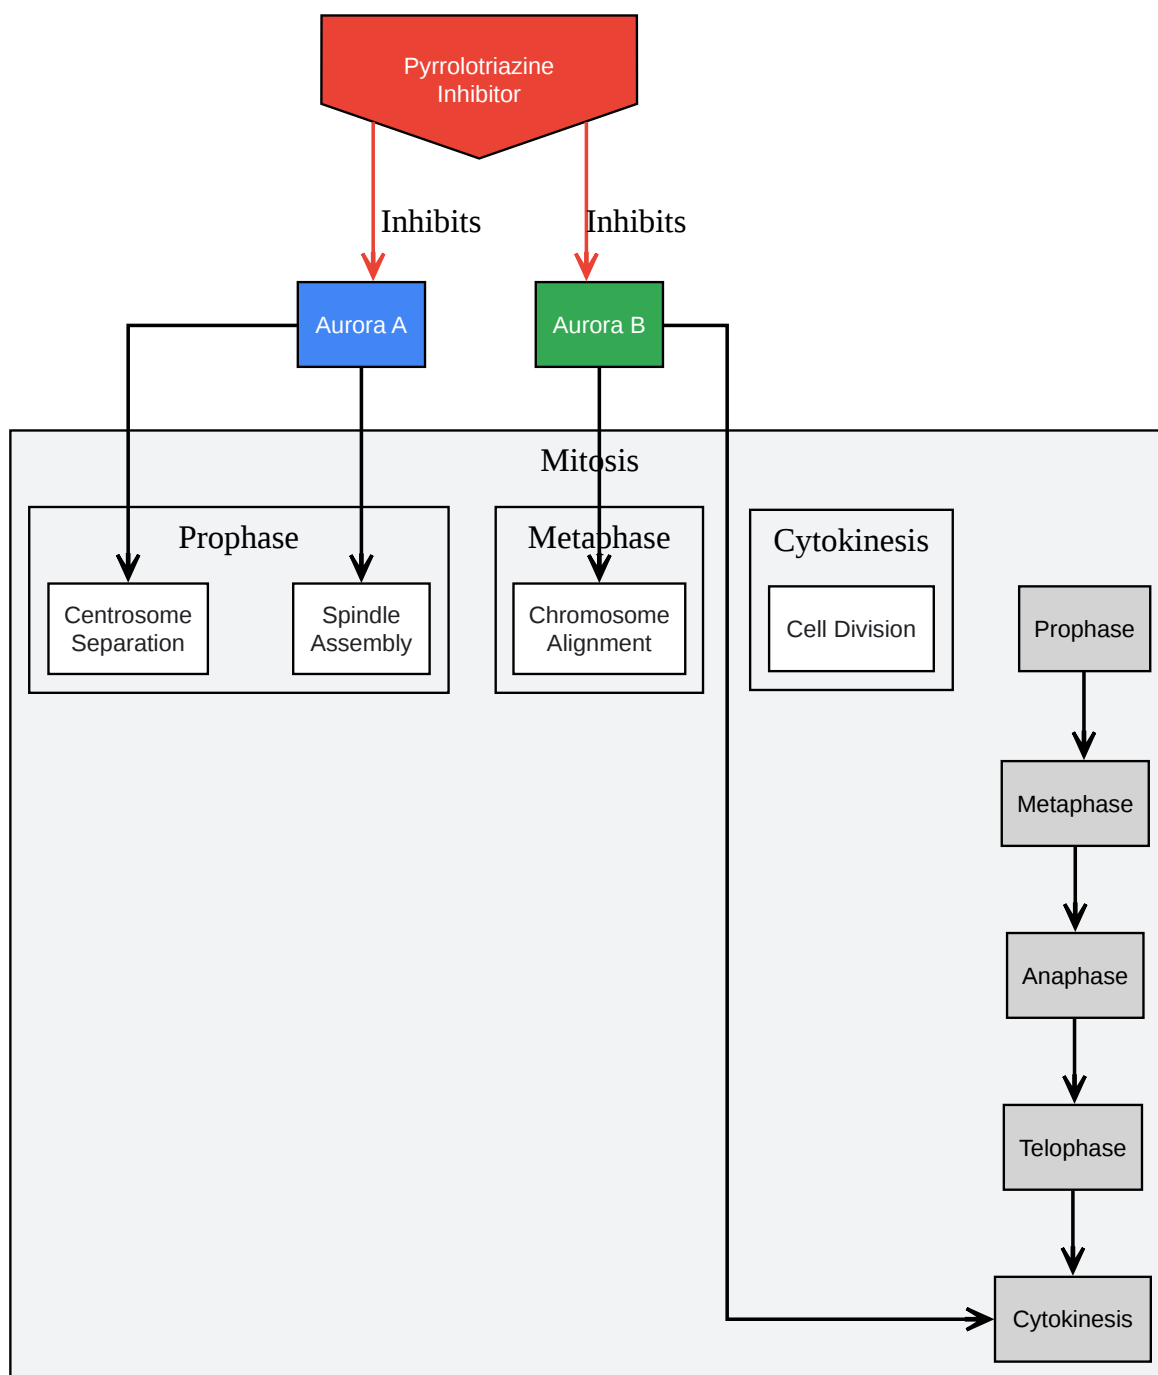 Pyrrolotriazine
Inhibitor
Inhibits
Inhibits
Aurora A
Aurora B
Mitosis
Prophase
Metaphase
Cytokinesis
Centrosome
Separation
Spindle
Assembly
Chromosome
Alignment
Cell Division
Prophase
Metaphase
Anaphase
Telophase
Cytokinesis